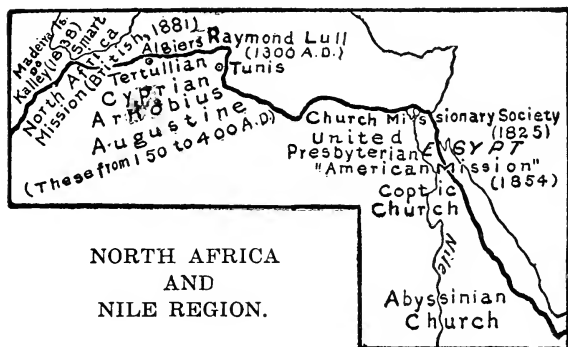 Madeira Is.
Kalley (1838)
Smart
North Africa
Mission (British, 1881)
Algiers
Raymond Lull
(1300 A.D.)
Tunis
Tertullian
Cyprian
Arnobius
Augustine
(These from 150 to 400 A.D.)
Church Missionary Society
(1825)
United
Presbyterian
EGYPT
"American Mission"
(1854)
Coptic
Church
Nile
Abyssinian
Church
NORTH AFRICA
AND
NILE REGION.